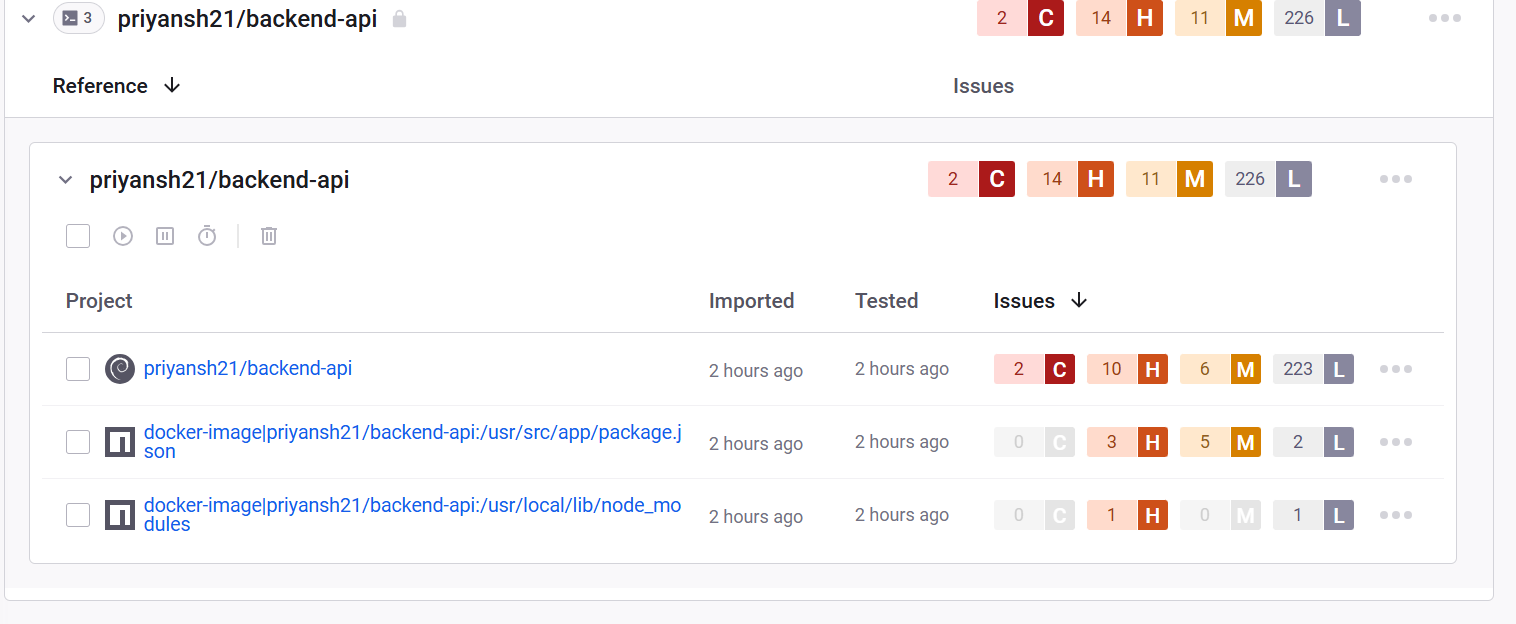 3 priyansh21/backend-api 2 C 14 H 11 M 226 L
Reference Issues
priyansh21/backend-api 2 C 14 H 11 M 226 L
Project Imported Tested Issues
priyansh21/backend-api 2 hours ago 2 hours ago 2 C 10 H 6 M 223 L
docker-image|priyansh21/backend-api:/usr/src/app/package.j
son 2 hours ago 2 hours ago 0 C 3 H 5 M 2 L
docker-image|priyansh21/backend-api:/usr/local/lib/node_mo
dules 2 hours ago 2 hours ago 0 C 1 H 0 M 1 L